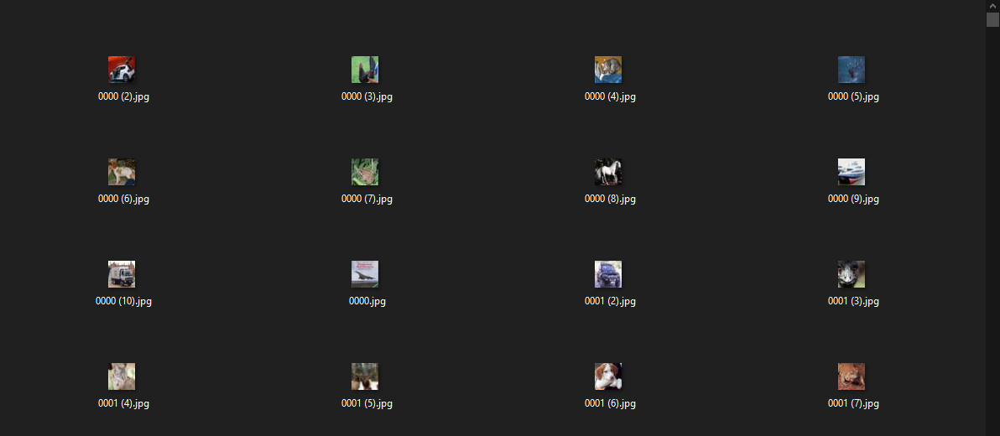 0000 (2).jpg
0000 (3).jpg
0000 (4).jpg
0000 (5).jpg
0000 (6).jpg
0000 (7).jpg
0000 (8).jpg
0000 (9).jpg
0000 (10).jpg
0000.jpg
0001 (2).jpg
0001 (3).jpg
0001 (4).jpg
0001 (5).jpg
0001 (6).jpg
0001 (7).jpg